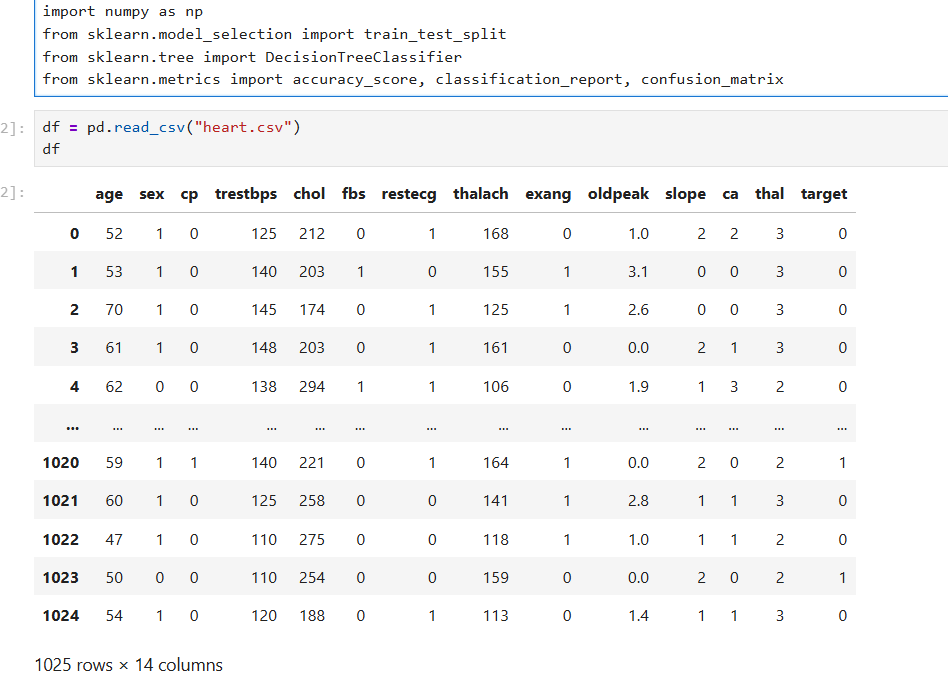 import numpy as np
from sklearn.model_selection import train_test_split
from sklearn.tree import DecisionTreeClassifier
from sklearn.metrics import accuracy_score, classification_report, confusion_matrix
2]: df = pd.read_csv("heart.csv")
df
2]: age sex cp trestbps chol fbs restecg thalach exang oldpeak slope ca thal target
0 52 1 0 125 212 0 1 168 0 1.0 2 2 3 0
1 53 1 0 140 203 1 0 155 1 3.1 0 0 3 0
2 70 1 0 145 174 0 1 125 1 2.6 0 0 3 0
3 61 1 0 148 203 0 1 161 0 0.0 2 1 3 0
4 62 0 0 138 294 1 1 106 0 1.9 1 3 2 0
... ... ... ... ... ... ... ... ... ... ... ... ... ... ...
1020 59 1 1 140 221 0 1 164 1 0.0 2 0 2 1
1021 60 1 0 125 258 0 0 141 1 2.8 1 1 3 0
1022 47 1 0 110 275 0 0 118 1 1.0 1 1 2 0
1023 50 0 0 110 254 0 0 159 0 0.0 2 0 2 1
1024 54 1 0 120 188 0 1 113 0 1.4 1 1 3 0
1025 rows × 14 columns